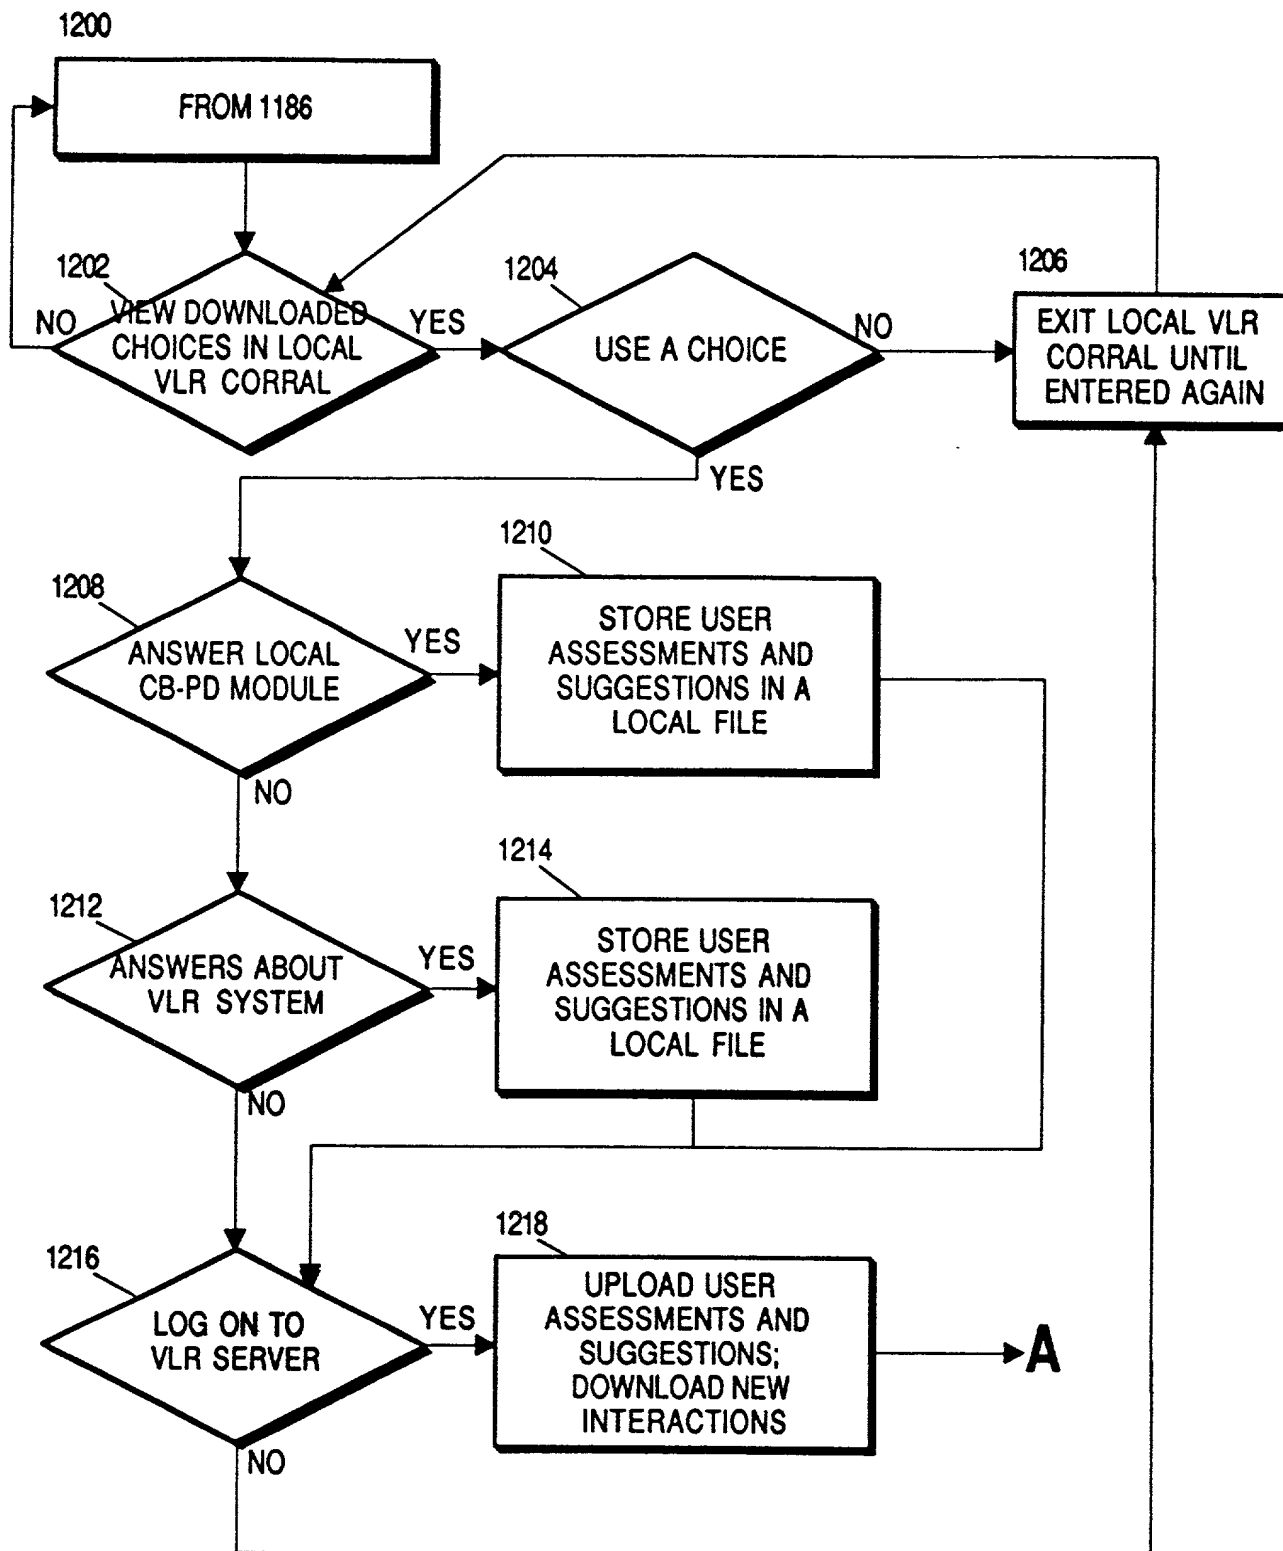 1200
FROM 1186
1202
VIEW DOWNLOADED
CHOICES IN LOCAL
VLR CORRAL
NO
YES
1204
USE A CHOICE
NO
YES
1206
EXIT LOCAL VLR
CORRAL UNTIL
ENTERED AGAIN
1208
ANSWER LOCAL
CB-PD MODULE
YES
NO
1210
STORE USER
ASSESSMENTS AND
SUGGESTIONS IN A
LOCAL FILE
1212
ANSWERS ABOUT
VLR SYSTEM
YES
NO
1214
STORE USER
ASSESSMENTS AND
SUGGESTIONS IN A
LOCAL FILE
1216
LOG ON TO
VLR SERVER
YES
NO
1218
UPLOAD USER
ASSESSMENTS AND
SUGGESTIONS;
DOWNLOAD NEW
INTERACTIONS
A